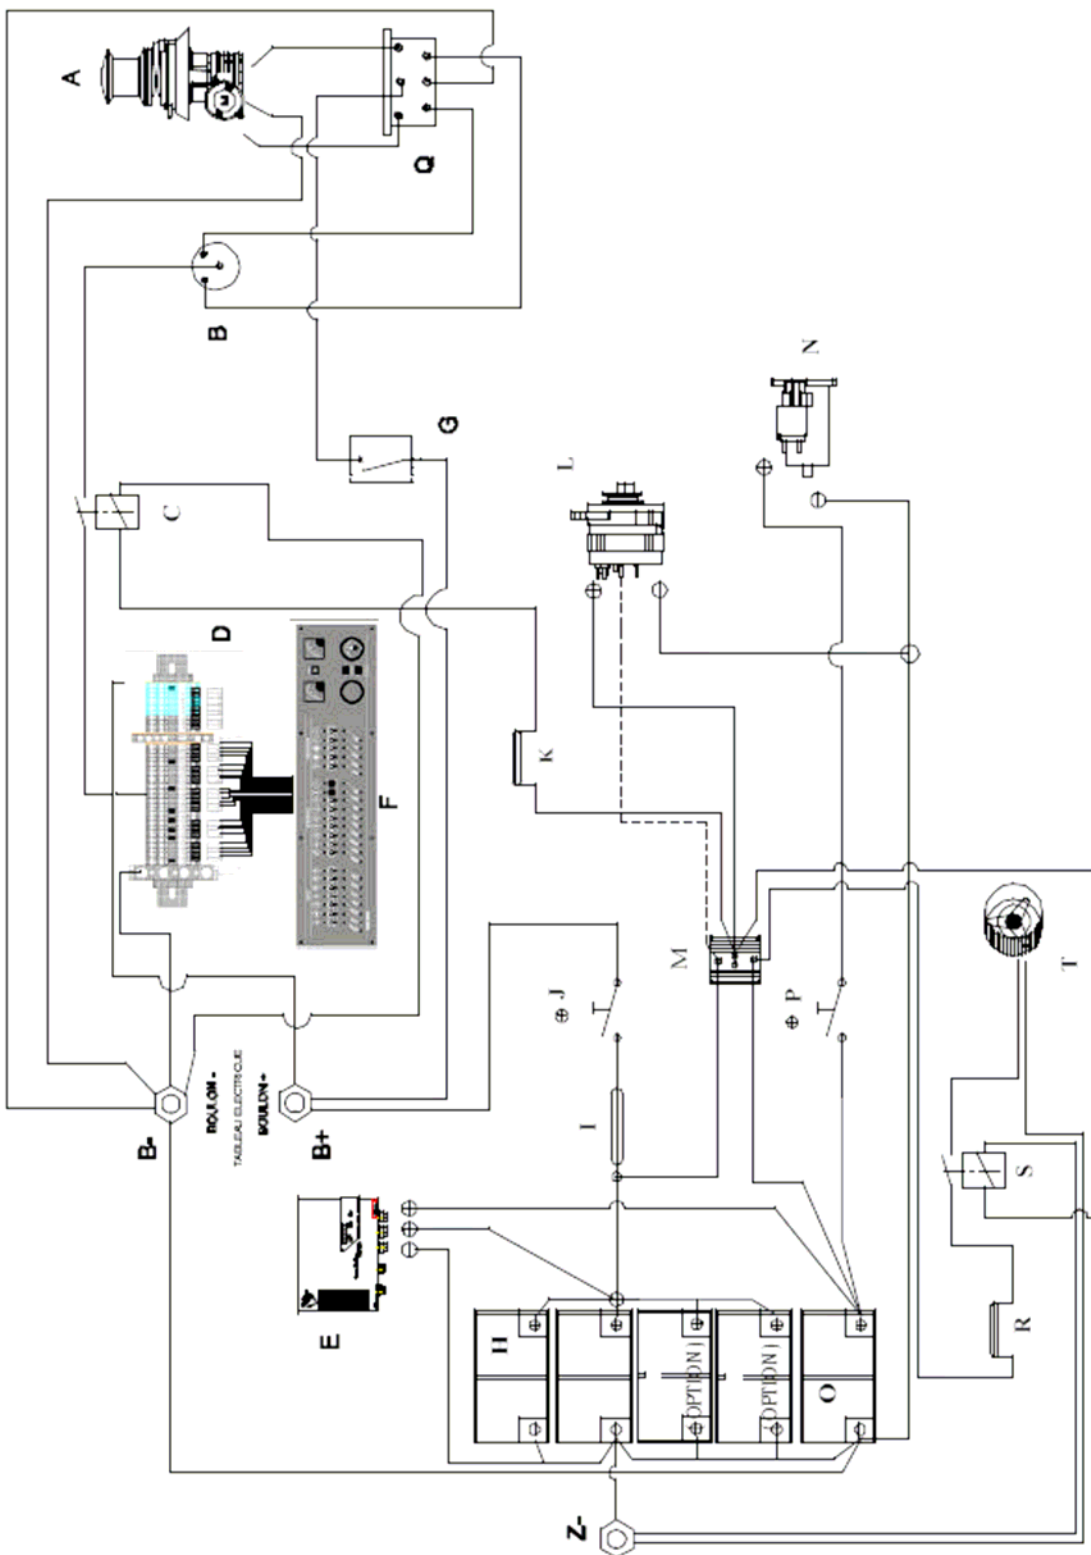 A
Q
B
G
C
N
L
D
K
F
M
J
P
T
B-
BOULON -
TABLEAU ELECTRIQUE
BOULON +
B+
I
S
E
H
R
(OPTION)
(OPTION)
O
Z-